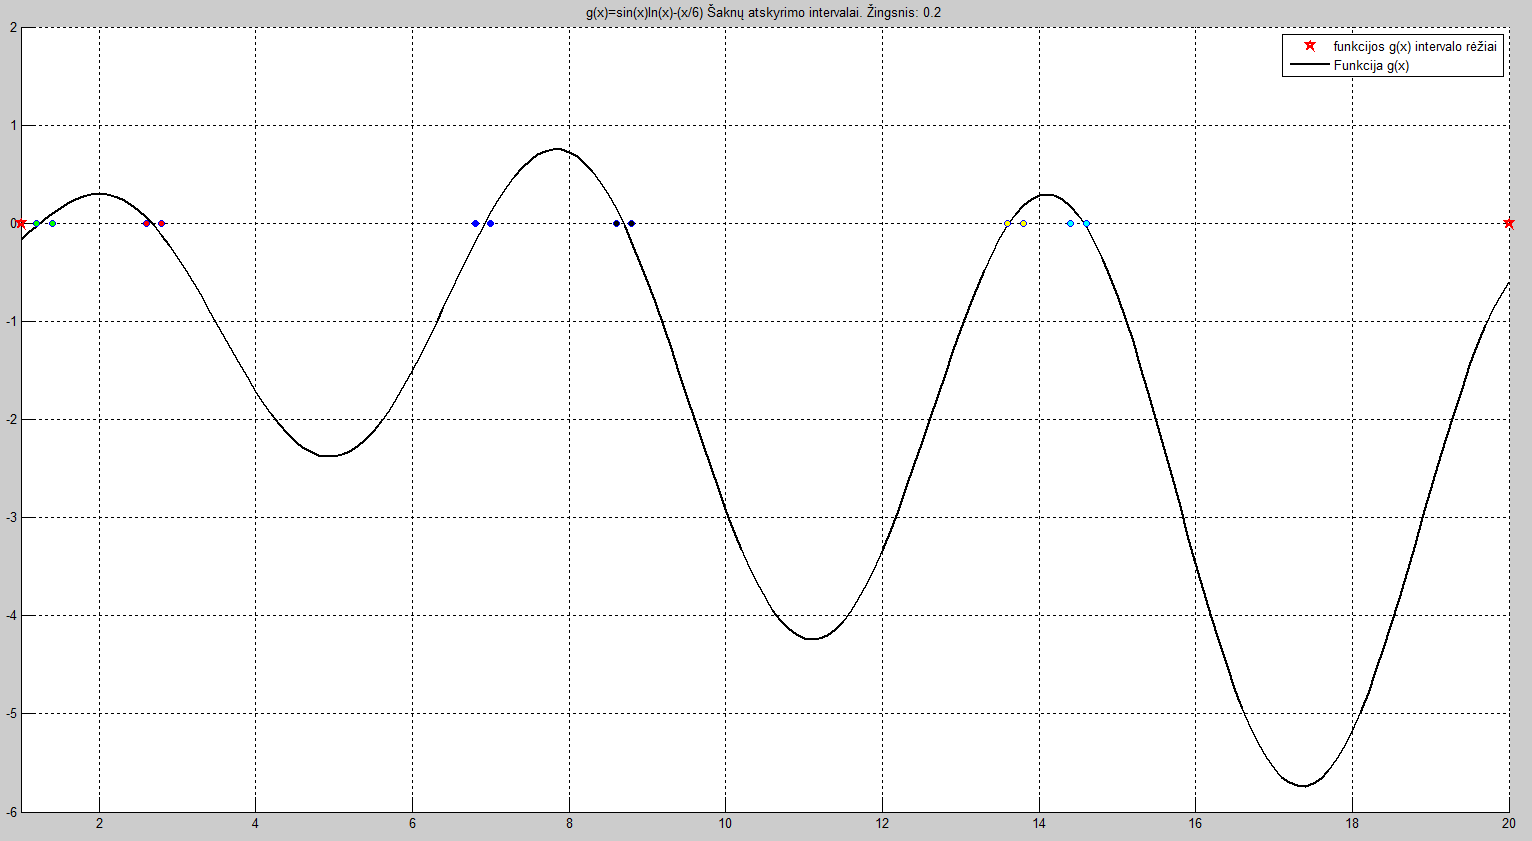 g(x)=sin(x)ln(x)-(x/6) Šaknų atskyrimo intervalai. Žingsnis: 0.2
funkcijos g(x) intervalo rėžiai
Funkcija g(x)
2
1
0
-1
-2
-3
-4
-5
-6
2 4 6 8 10 12 14 16 18 20